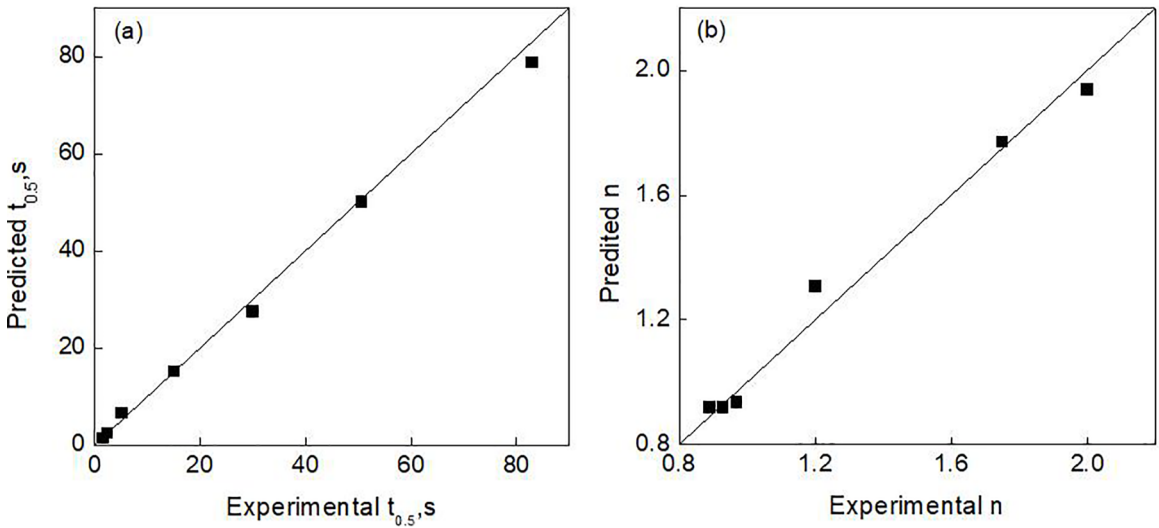 (a)
80
60
40
20
0
0 20 40 60 80
Predicted t0.5,s
Experimental t0.5,s
(b)
2.0
1.6
1.2
0.8
0.8 1.2 1.6 2.0
Predited n
Experimental n